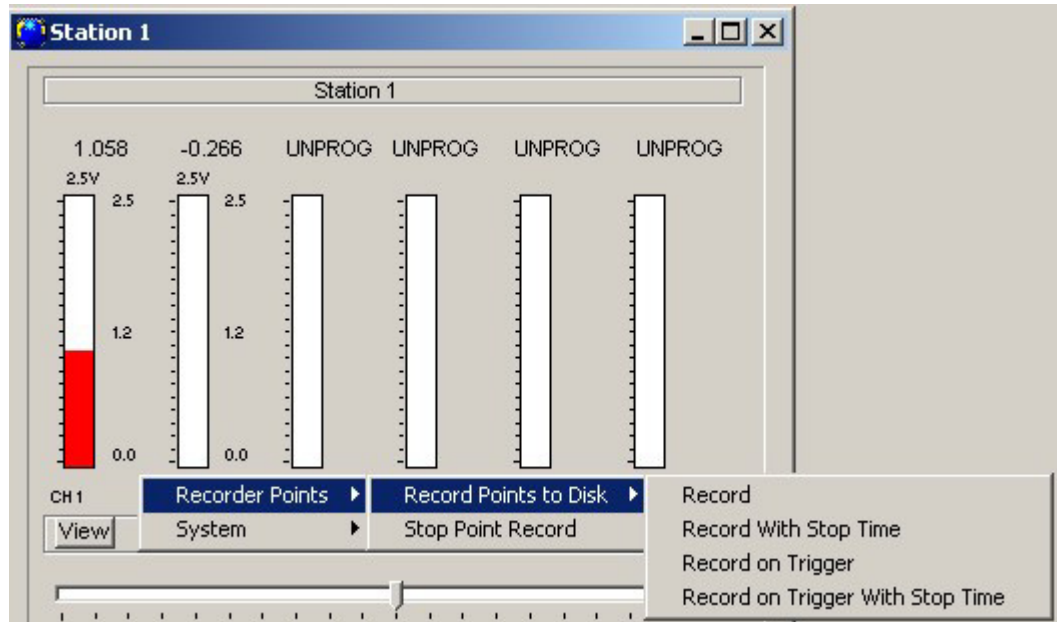 Station 1
Station 1
1.058 -0.266 UNPROG UNPROG UNPROG UNPROG
2.5V 2.5V
2.5 2.5
1.2 1.2
0.0 0.0
CH 1 Recorder Points Record Points to Disk Record
View System Stop Point Record Record With Stop Time
Record on Trigger
Record on Trigger With Stop Time